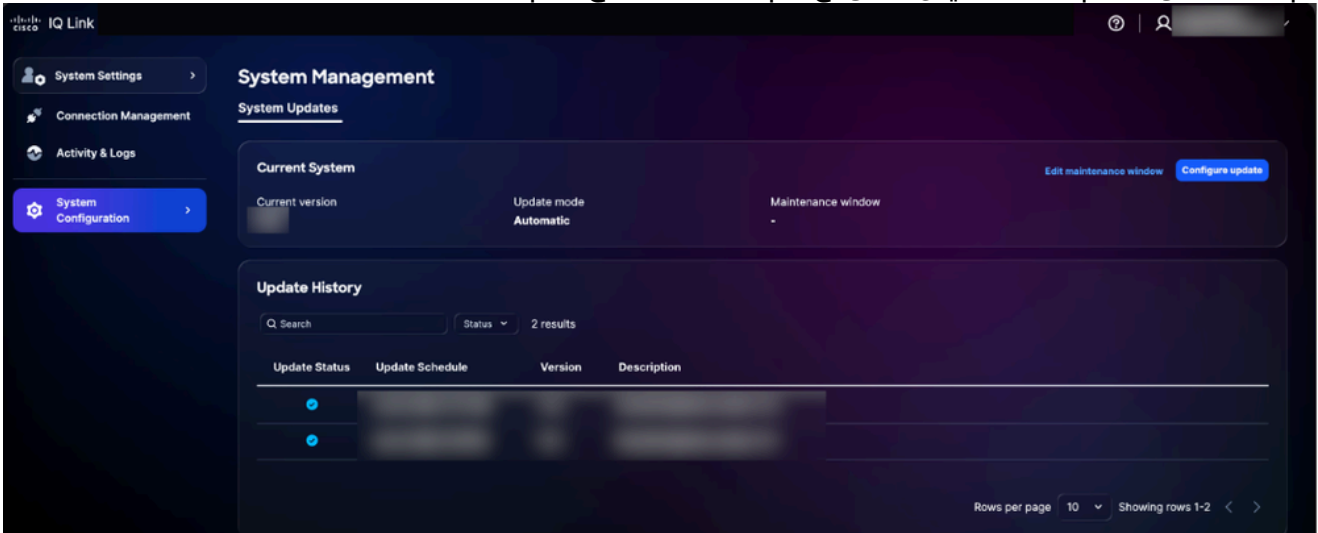 cisco IQ Link
System Settings
Connection Management
Activity & Logs
System Configuration
System Management
System Updates
Current System
Edit maintenance window
Configure update
Current version
Update mode
Maintenance window
Automatic
-
Update History
Search
Status
2 results
Update Status Update Schedule Version Description
Rows per page 10 Showing rows 1-2